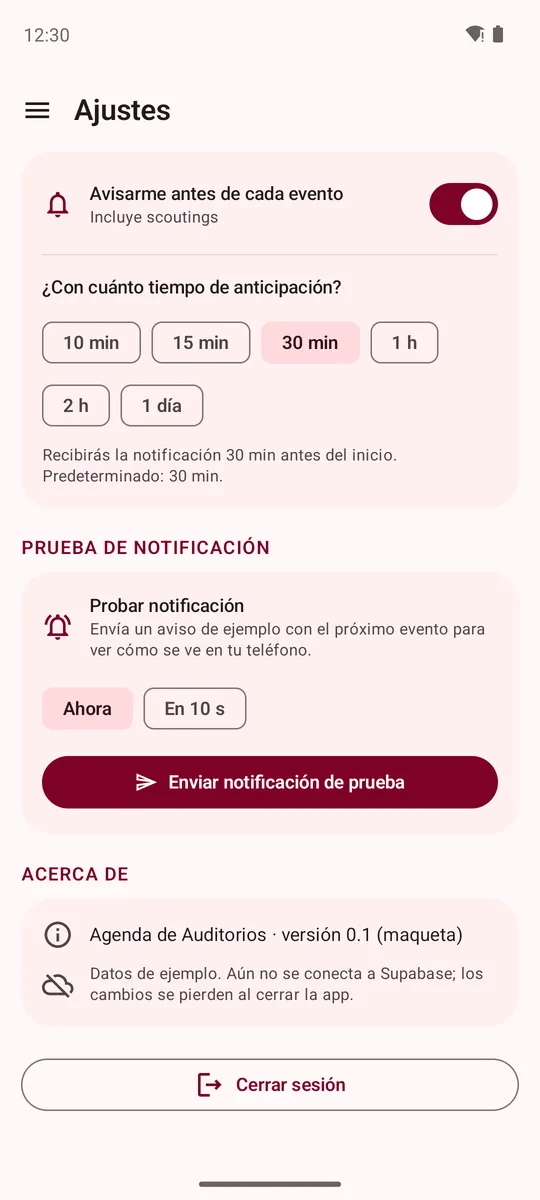 12:30
Ajustes
Avisarme antes de cada evento
Incluye scoutings
¿Con cuánto tiempo de anticipación?
10 min
15 min
30 min
1 h
2 h
1 día
Recibirás la notificación 30 min antes del inicio.
Predeterminado: 30 min.
PRUEBA DE NOTIFICACIÓN
Probar notificación
Envía un aviso de ejemplo con el próximo evento para
ver cómo se ve en tu teléfono.
Ahora
En 10 s
Enviar notificación de prueba
ACERCA DE
Agenda de Auditorios · versión 0.1 (maqueta)
Datos de ejemplo. Aún no se conecta a Supabase; los
cambios se pierden al cerrar la app.
Cerrar sesión